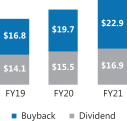 $16.8 $19.7 $22.9
$14.1 $15.5 $16.9
FY19 FY20 FY21
Buyback Dividend